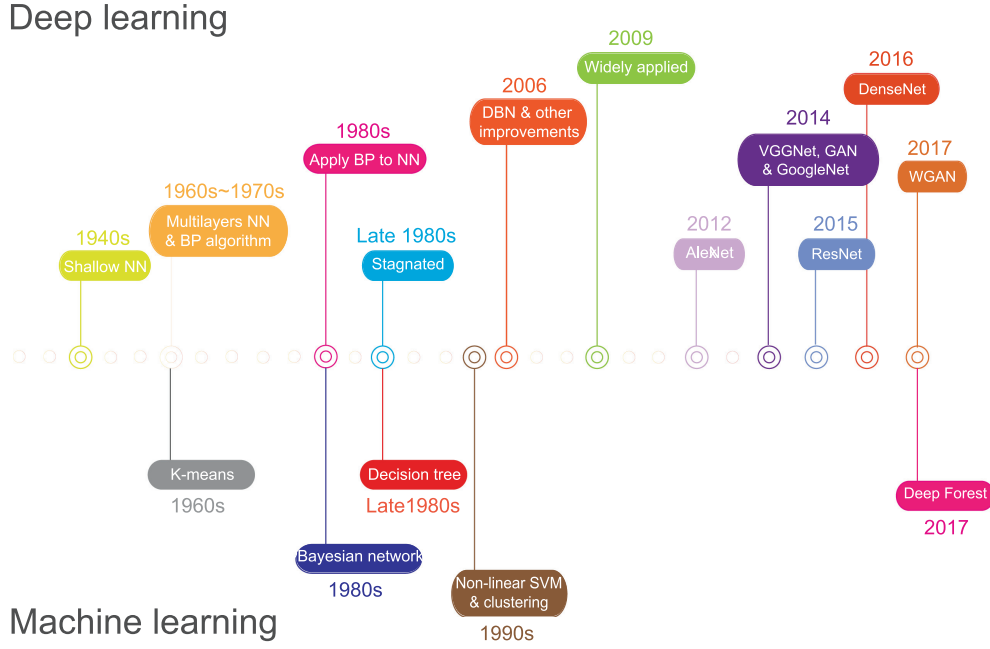 Deep learning
1940s
Shallow NN
1960s~1970s
Multilayers NN
& BP algorithm
1980s
Apply BP to NN
Late 1980s
Stagnated
2006
DBN & other
improvements
2009
Widely applied
2012
AleNet
2014
VGGNet, GAN
& GoogleNet
2015
ResNet
2016
DenseNet
2017
WGAN
K-means
1960s
Bayesian network
1980s
Decision tree
Late1980s
Non-linear SVM
& clustering
1990s
Deep Forest
2017
Machine learning